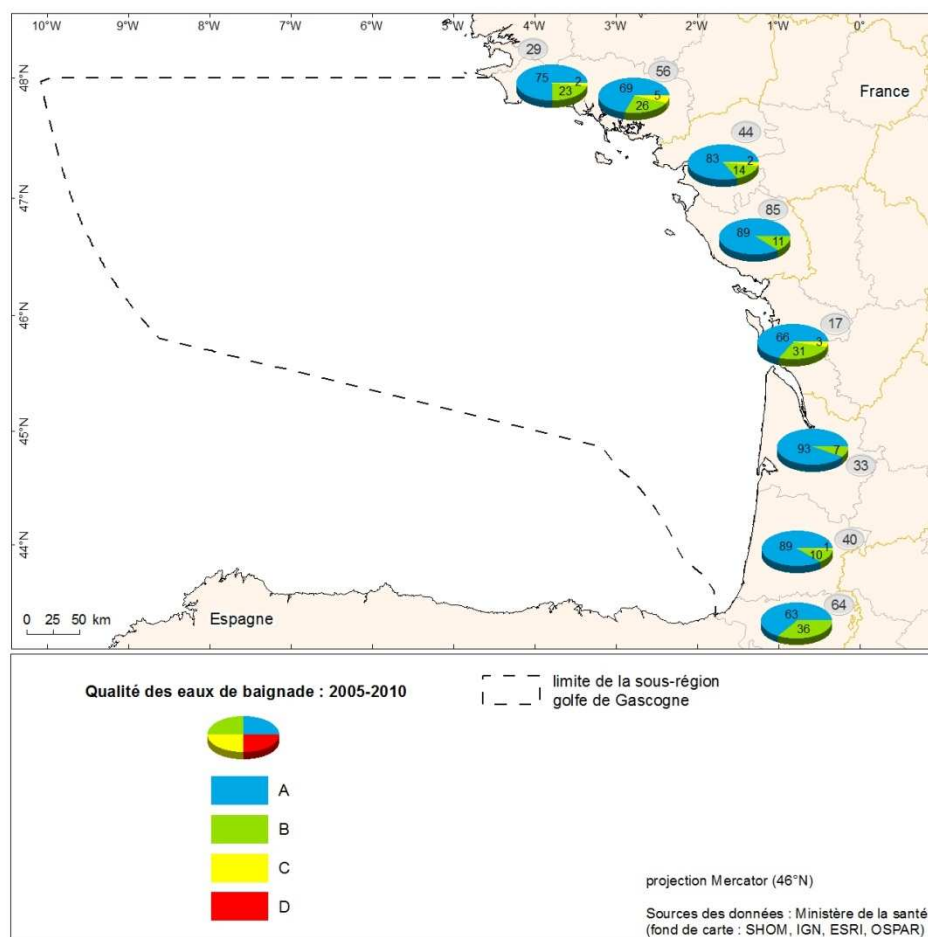 10°W 9°W 8°W 7°W 6°W 5°W 4°W 3°W 2°W 1°W 0°
48°N
47°N
46°N
45°N
44°N
29
75 2
23
56
69 5
26
France
44
83 2
14
85
89
11
17
66 3
31
93 7
33
40
89 1
10
64
63
36
0 25 50 km
Espagne
Qualité des eaux de baignade : 2005-2010
limite de la sous-région
golfe de Gascogne
A
B
C
D
projection Mercator (46°N)
Sources des données : Ministère de la santé
(fond de carte : SHOM, IGN, ESRI, OSPAR)